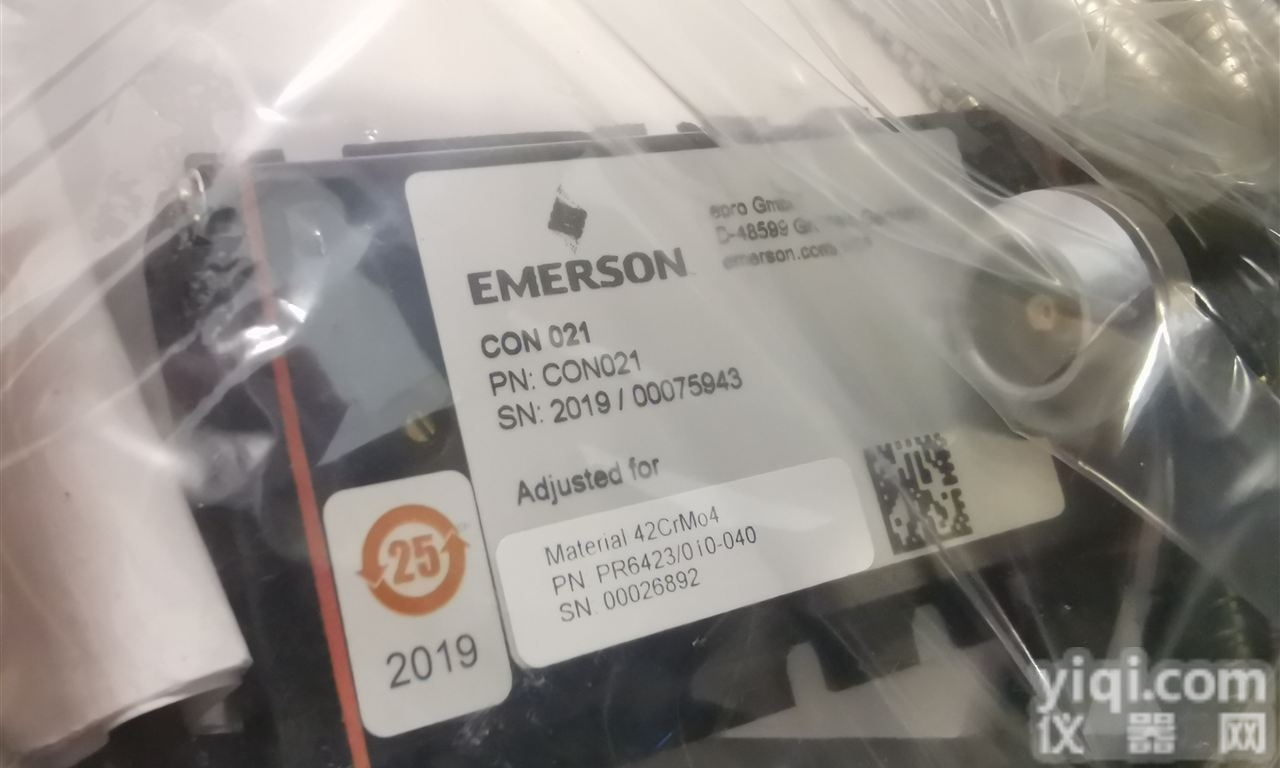 EMERSON
epro
D-48599
emerson.com
CON 021
PN: CON021
SN: 2019 / 00075943
Adjusted for
Material 42CrMo4
PN PR6423/010-040
SN. 00026892
25
2019
yiqi.com
仪器网